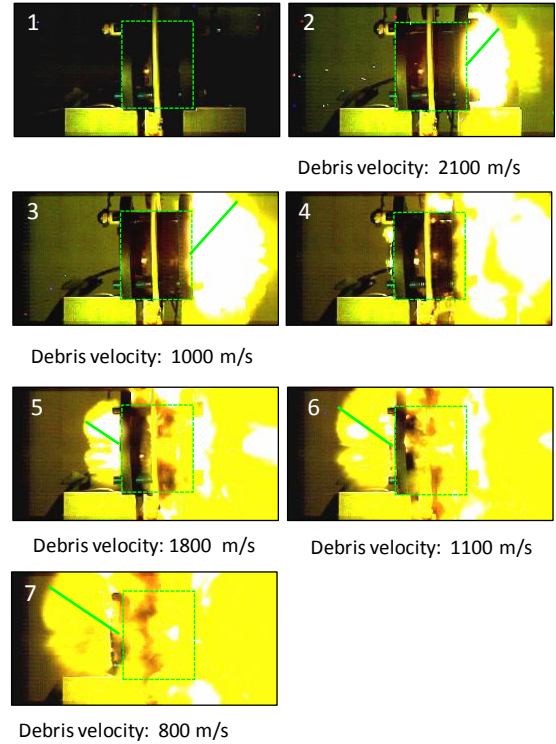 1
2
Debris velocity: 2100 m/s
3
4
Debris velocity: 1000 m/s
5
6
Debris velocity: 1800 m/s
Debris velocity: 1100 m/s
7
Debris velocity: 800 m/s